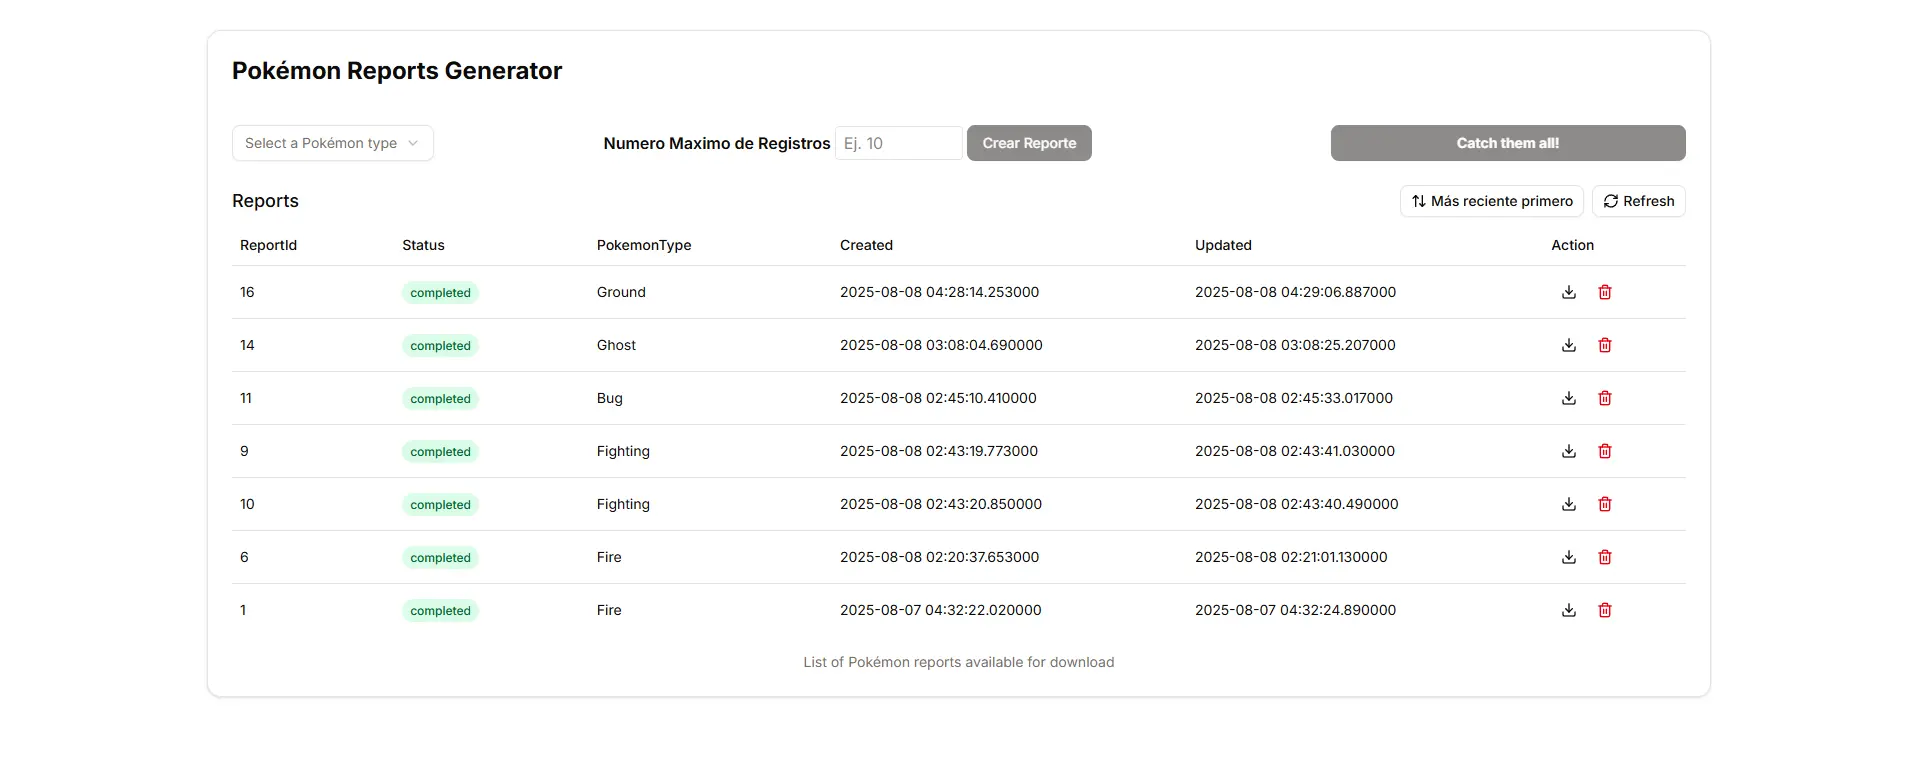 Pokémon Reports Generator
Select a Pokémon type
Numero Maximo de Registros Ej. 10 Crear Reporte
Catch them all!
Reports
Más reciente primero Refresh
ReportId Status PokemonType Created Updated Action
16 completed Ground 2025-08-08 04:28:14.253000 2025-08-08 04:29:06.887000
14 completed Ghost 2025-08-08 03:08:04.690000 2025-08-08 03:08:25.207000
11 completed Bug 2025-08-08 02:45:10.410000 2025-08-08 02:45:33.017000
9 completed Fighting 2025-08-08 02:43:19.773000 2025-08-08 02:43:41.030000
10 completed Fighting 2025-08-08 02:43:20.850000 2025-08-08 02:43:40.490000
6 completed Fire 2025-08-08 02:20:37.653000 2025-08-08 02:21:01.130000
1 completed Fire 2025-08-07 04:32:22.020000 2025-08-07 04:32:24.890000
List of Pokémon reports available for download